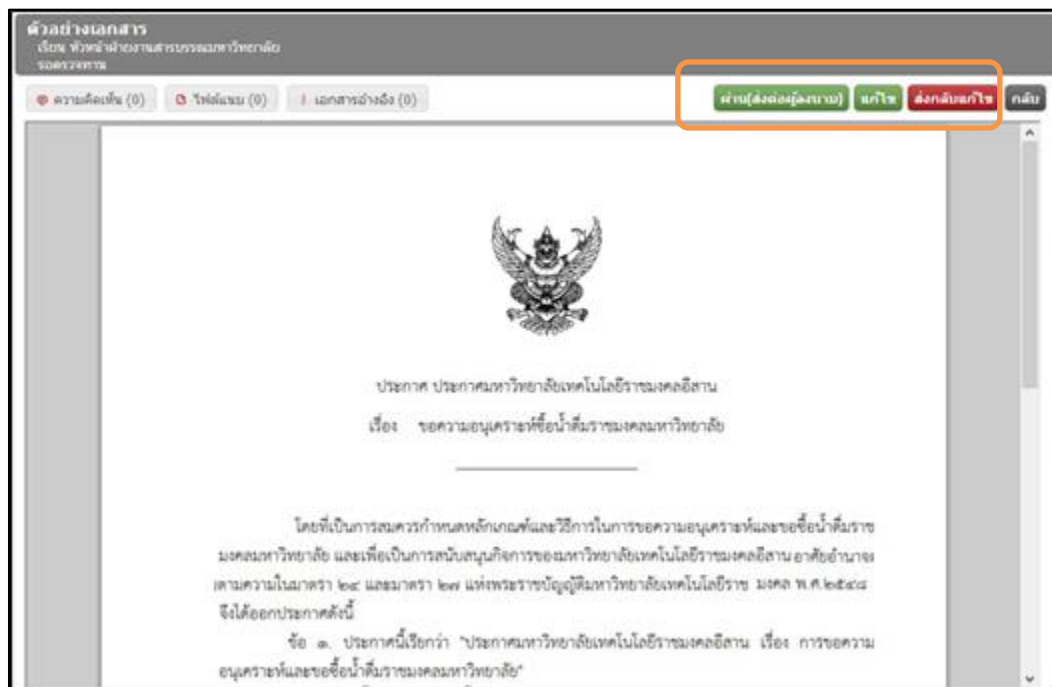 ตัวอย่างเอกสาร
เรียน หัวหน้าฝ่ายงานสารบรรณมหาวิทยาลัย
รอตรวจทาน
ความคิดเห็น (0) ไฟล์แนบ (0) เอกสารอ้างอิง (0) ผ่าน(ส่งต่อผู้ลงนาม) แก้ไข ส่งกลับแก้ไข กลับ
ประกาศ ประกาศมหาวิทยาลัยเทคโนโลยีราชมงคลอีสาน
เรื่อง ขอความอนุเคราะห์ซื้อน้ำดื่มราชมงคลมหาวิทยาลัย
โดยที่เป็นการสมควรกำหนดหลักเกณฑ์และวิธีการในการขอความอนุเคราะห์และขอซื้อน้ำดื่มราช
มงคลมหาวิทยาลัย และเพื่อเป็นการสนับสนุนกิจการของมหาวิทยาลัยเทคโนโลยีราชมงคลอีสาน อาศัยอำนาจ
ตามความในมาตรา ๒๔ และมาตรา ๒๗ แห่งพระราชบัญญัติมหาวิทยาลัยเทคโนโลยีราช มงคล พ.ศ.๒๕๔๘
จึงได้ออกประกาศดังนี้
ข้อ ๑. ประกาศนี้เรียกว่า "ประกาศมหาวิทยาลัยเทคโนโลยีราชมงคลอีสาน เรื่อง การขอความ
อนุเคราะห์และขอซื้อน้ำดื่มราชมงคลมหาวิทยาลัย"